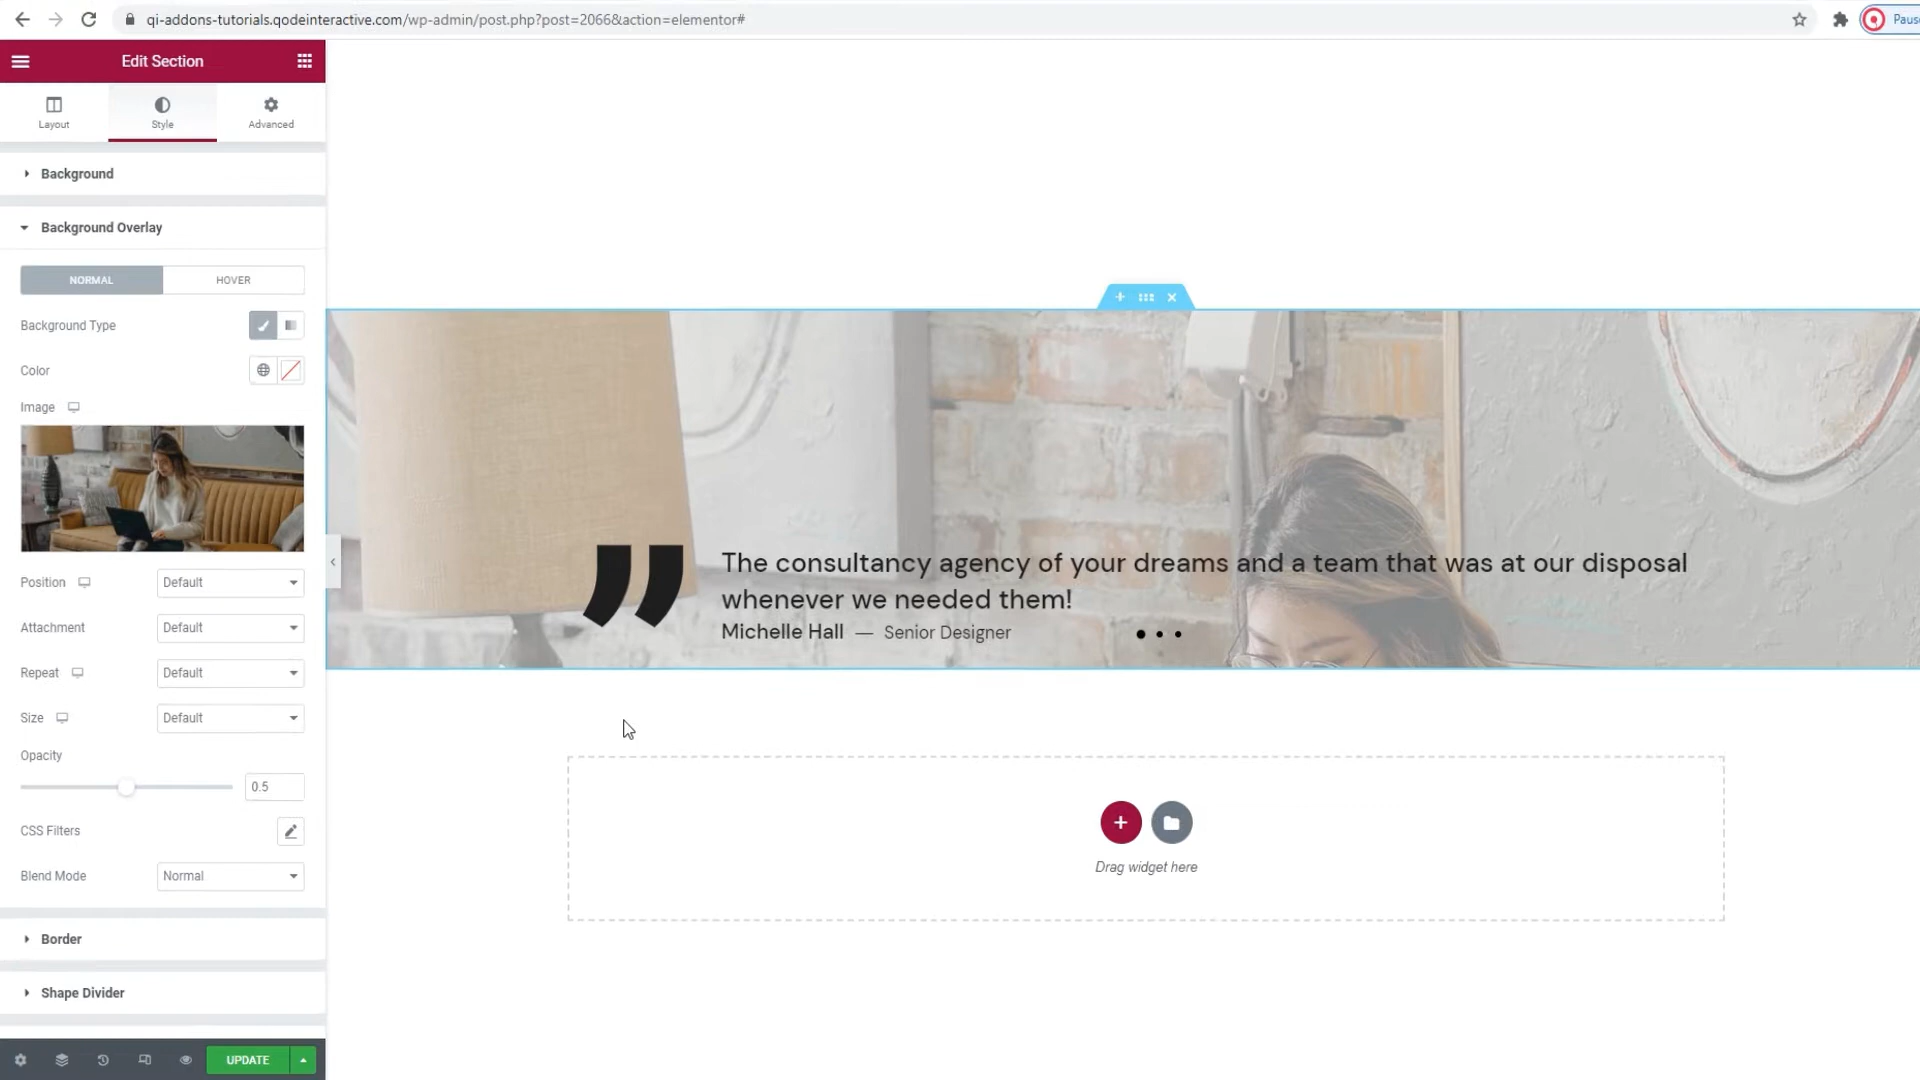 qi-addons-tutorials.qodeinteractive.com/wp-admin/post.php?post=2066&action=elementor#
Paus
Edit Section
Layout
Style
Advanced
Background
Background Overlay
NORMAL
HOVER
Background Type
Color
Image
Position
Default
Attachment
Default
Repeat
Default
Size
Default
Opacity
0.5
CSS Filters
Blend Mode
Normal
Border
Shape Divider
UPDATE
The consultancy agency of your dreams and a team that was at our disposal
whenever we needed them!
Michelle Hall — Senior Designer
Drag widget here